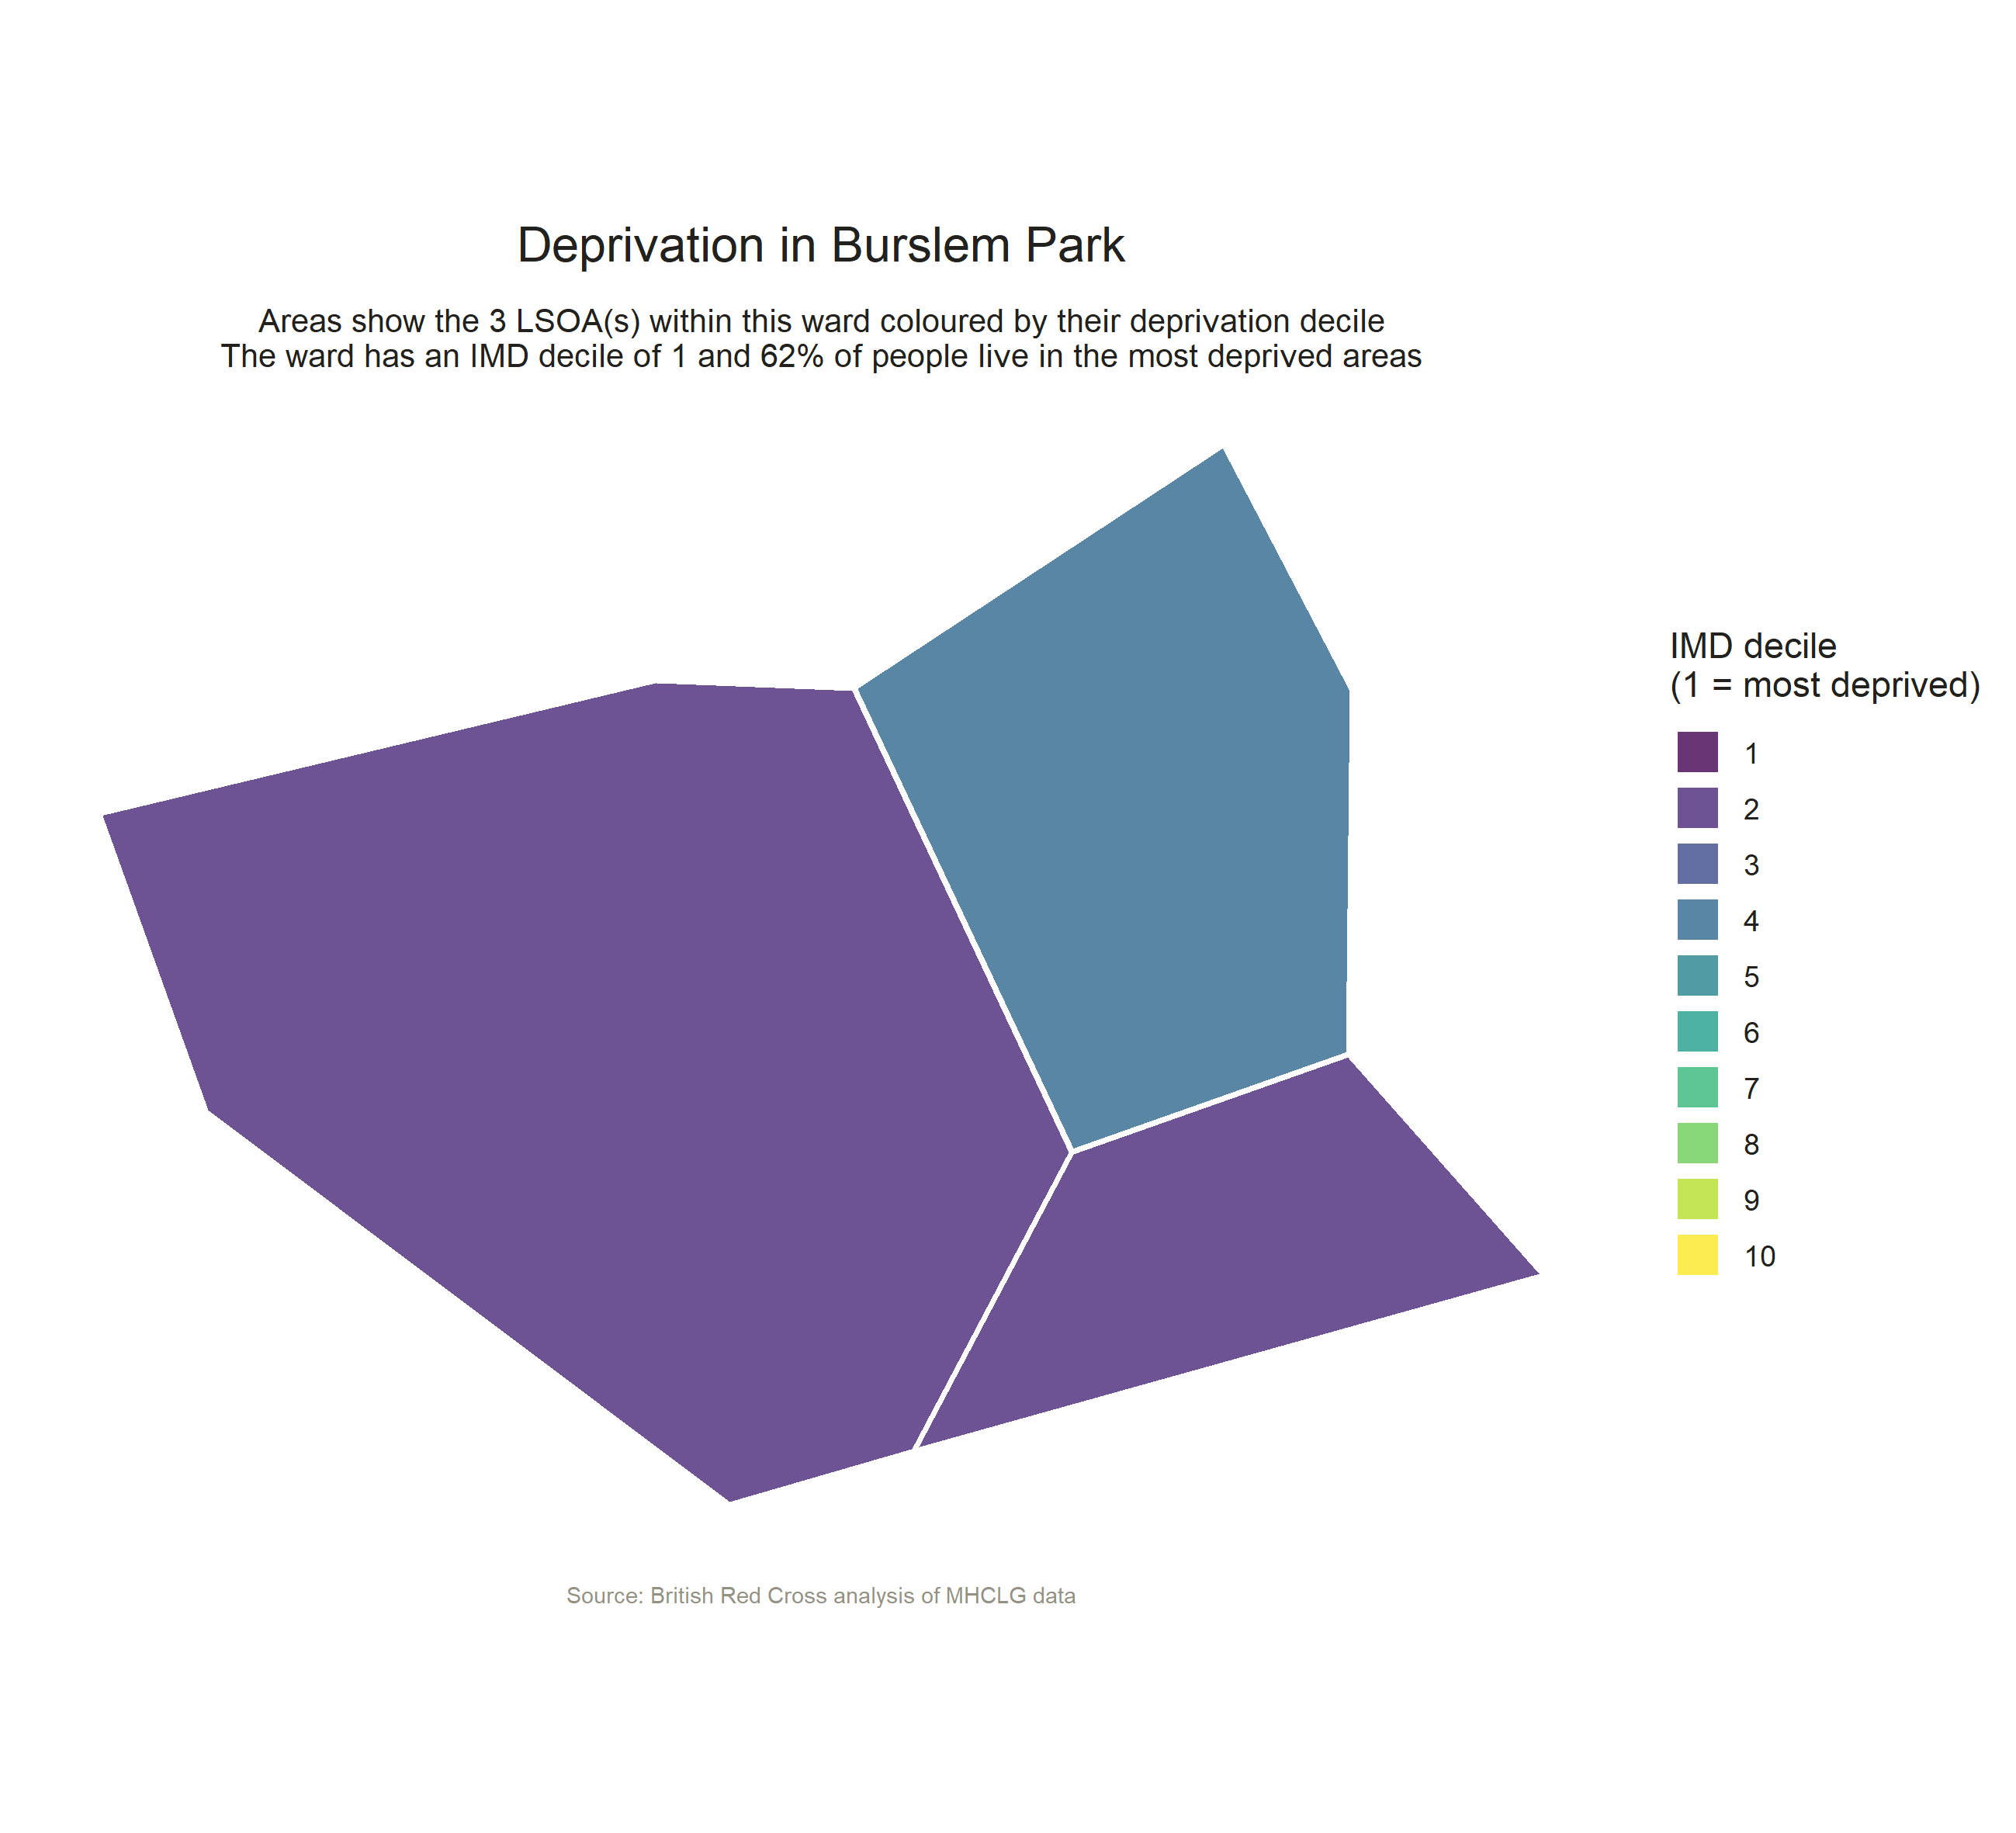 Deprivation in Burslem Park
Areas show the 3 LSOA(s) within this ward coloured by their deprivation decile
The ward has an IMD decile of 1 and 62% of people live in the most deprived areas
IMD decile
(1 = most deprived)
1
2
3
4
5
6
7
8
9
10
Source: British Red Cross analysis of MHCLG data